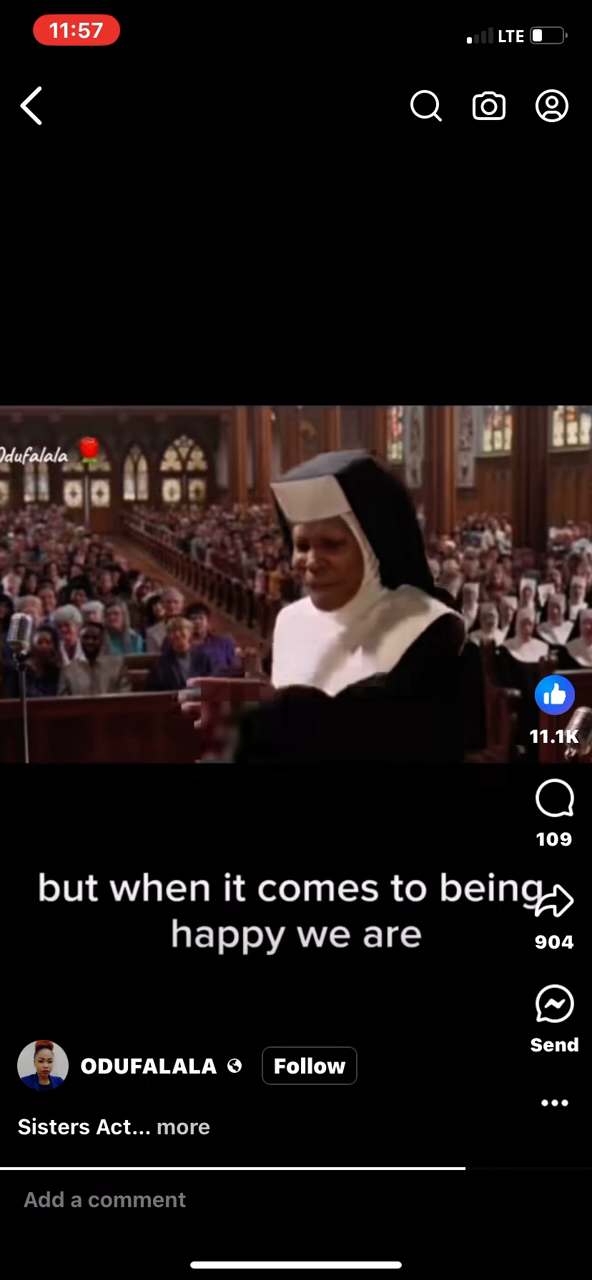 11:57
LTE
Odufalala
11.1K
109
but when it comes to being
happy we are
904
Send
ODUFALALA
Follow
Sisters Act... more
Add a comment